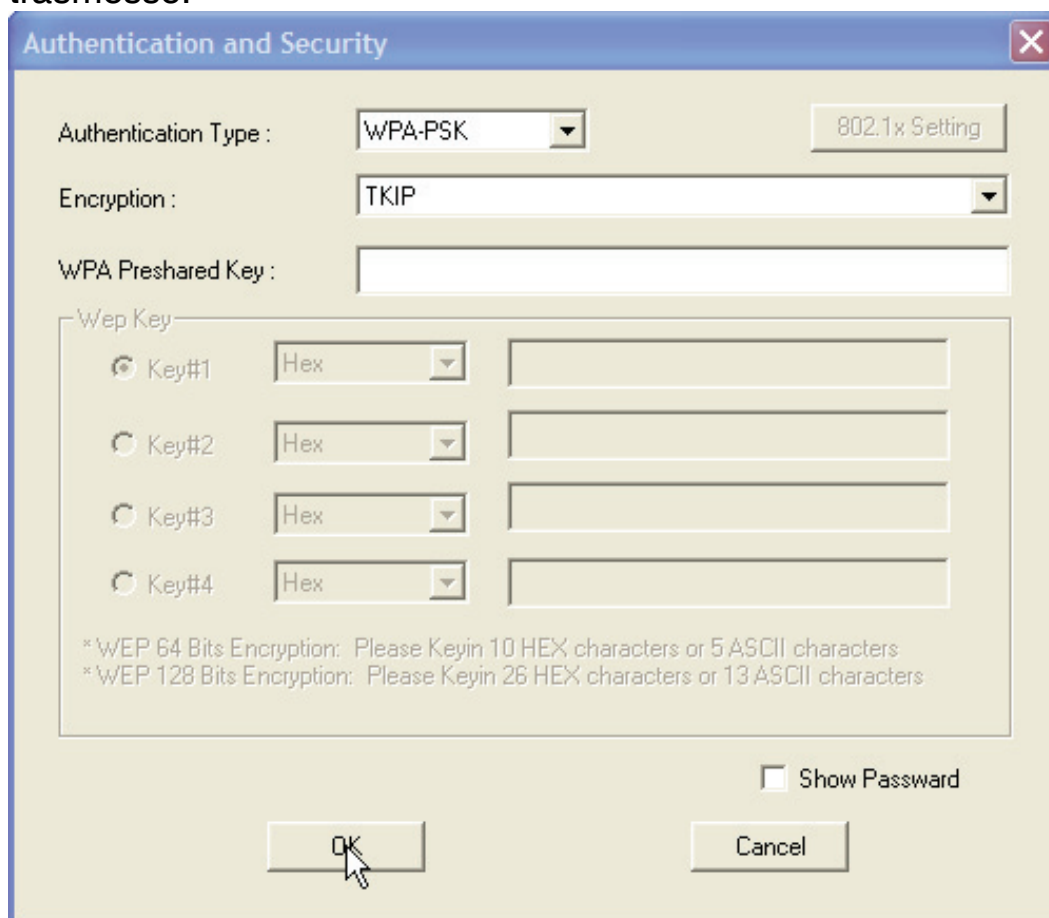 trasmesso.
Authentication and Security
Authentication Type : WPA-PSK 802.1x Setting
Encryption : TKIP
WPA Preshared Key :
Wep Key
Key#1 Hex
Key#2 Hex
Key#3 Hex
Key#4 Hex
* WEP 64 Bits Encryption: Please Keyin 10 HEX characters or 5 ASCII characters
* WEP 128 Bits Encryption: Please Keyin 26 HEX characters or 13 ASCII characters
Show Passward
OK Cancel